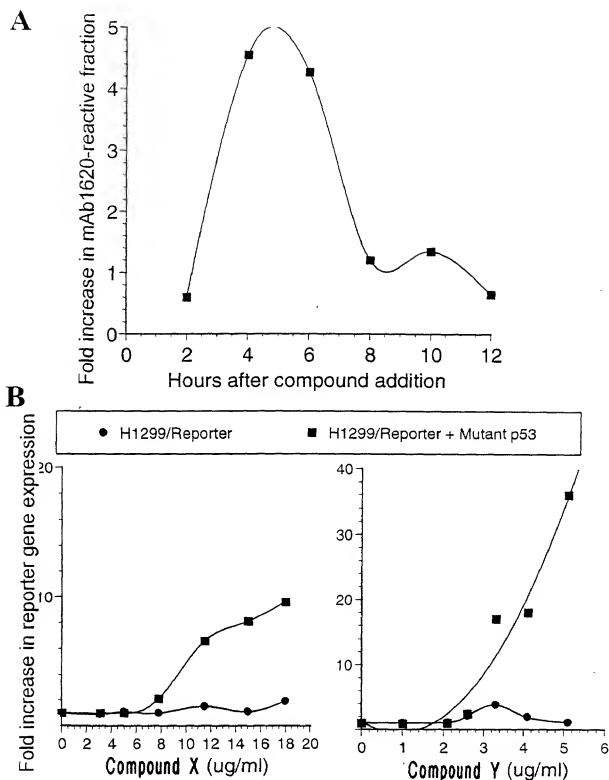 A
Fold increase in mAb1620-reactive fraction
5
4
3
2
1
0
0 2 4 6 8 10 12
Hours after compound addition
B
H1299/Reporter H1299/Reporter + Mutant p53
Fold increase in reporter gene expression
20
10
0 2 4 6 8 10 12 14 16 18 20
Compound X (ug/ml)
40
30
20
10
0 1 2 3 4 5 6
Compound Y (ug/ml)